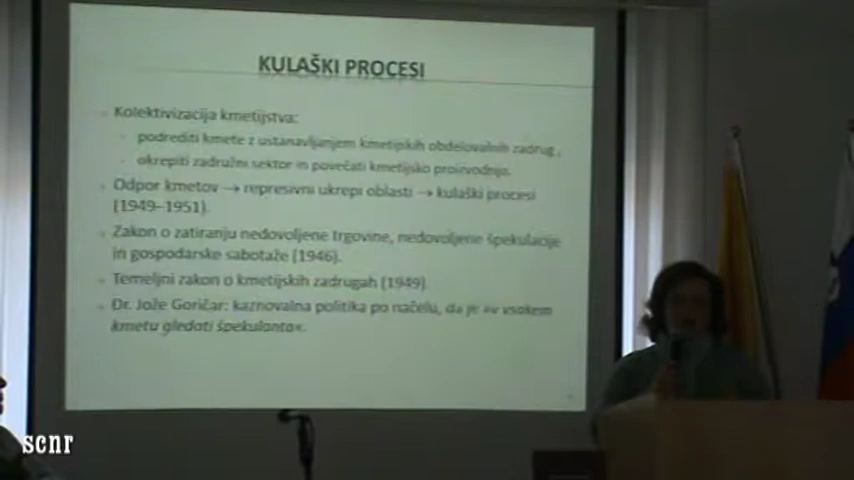 KULAŠKI PROCESI
Kolektivizacija kmetijstva:
podrediti kmete z ustanavljanjem kmetijskih obdelovalnih zadrug,
okrepiti zadružni sektor in povečati kmetijsko proizvodnjo.
Odpor kmetov → represivni ukrepi oblasti → kulaški procesi
(1949–1951).
Zakon o zatiranju nedovoljene trgovine, nedovoljene špekulacije
in gospodarske sabotaže (1946).
Temeljni zakon o kmetijskih zadrugah (1949).
Dr. Jože Goričar: kaznovalna politika po načelu, da je »v vsakem
kmetu gledati špekulanta«.
scnr